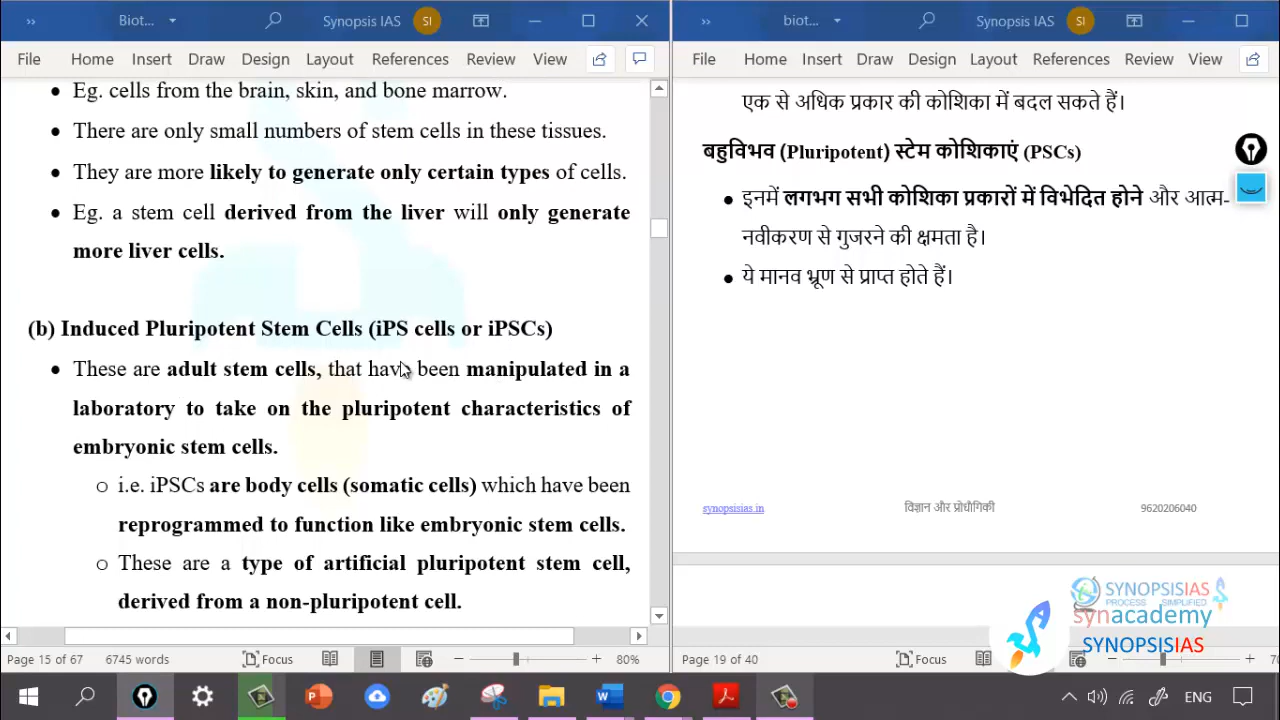 Biot...
Synopsis IAS
SI
File Home Insert Draw Design Layout References Review View
Eg. cells from the brain, skin, and bone marrow.
There are only small numbers of stem cells in these tissues.
They are more likely to generate only certain types of cells.
Eg. a stem cell derived from the liver will only generate
more liver cells.
(b) Induced Pluripotent Stem Cells (iPS cells or iPSCs)
These are adult stem cells, that have been manipulated in a
laboratory to take on the pluripotent characteristics of
embryonic stem cells.
i.e. iPSCs are body cells (somatic cells) which have been
reprogrammed to function like embryonic stem cells.
These are a type of artificial pluripotent stem cell,
derived from a non-pluripotent cell.
Page 15 of 67 6745 words Focus 80%
biot...
Synopsis IAS
SI
File Home Insert Draw Design Layout References Review View
एक से अधिक प्रकार की कोशिका में बदल सकते हैं।
बहुविभव (Pluripotent) स्टेम कोशिकाएं (PSCs)
इनमें लगभग सभी कोशिका प्रकारों में विभेदित होने और आत्म-
नवीकरण से गुजरने की क्षमता है।
ये मानव भ्रूण से प्राप्त होते हैं।
synopsisias.in विज्ञान और प्रोद्यौगिकी 9620206040
SYNOPSISIAS
PROCESS SIMPLIFIED
synacademy
SYNOPSISIAS
Page 19 of 40 Focus
ENG